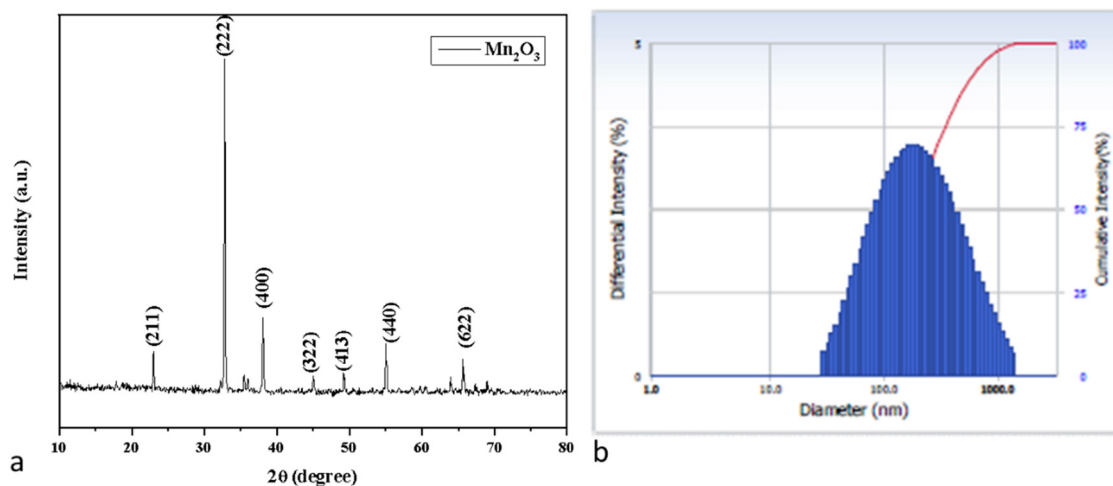 Mn₂O₃
(222)
(211)
(400)
(322)
(413)
(440)
(622)
Intensity (a.u.)
10 20 30 40 50 60 70 80
2θ (degree)
a
Differential Intensity (%)
5
0
Cumulative Intensity(%)
100
75
50
25
0
1.0 10.0 100.0 1000.0
Diameter (nm)
b